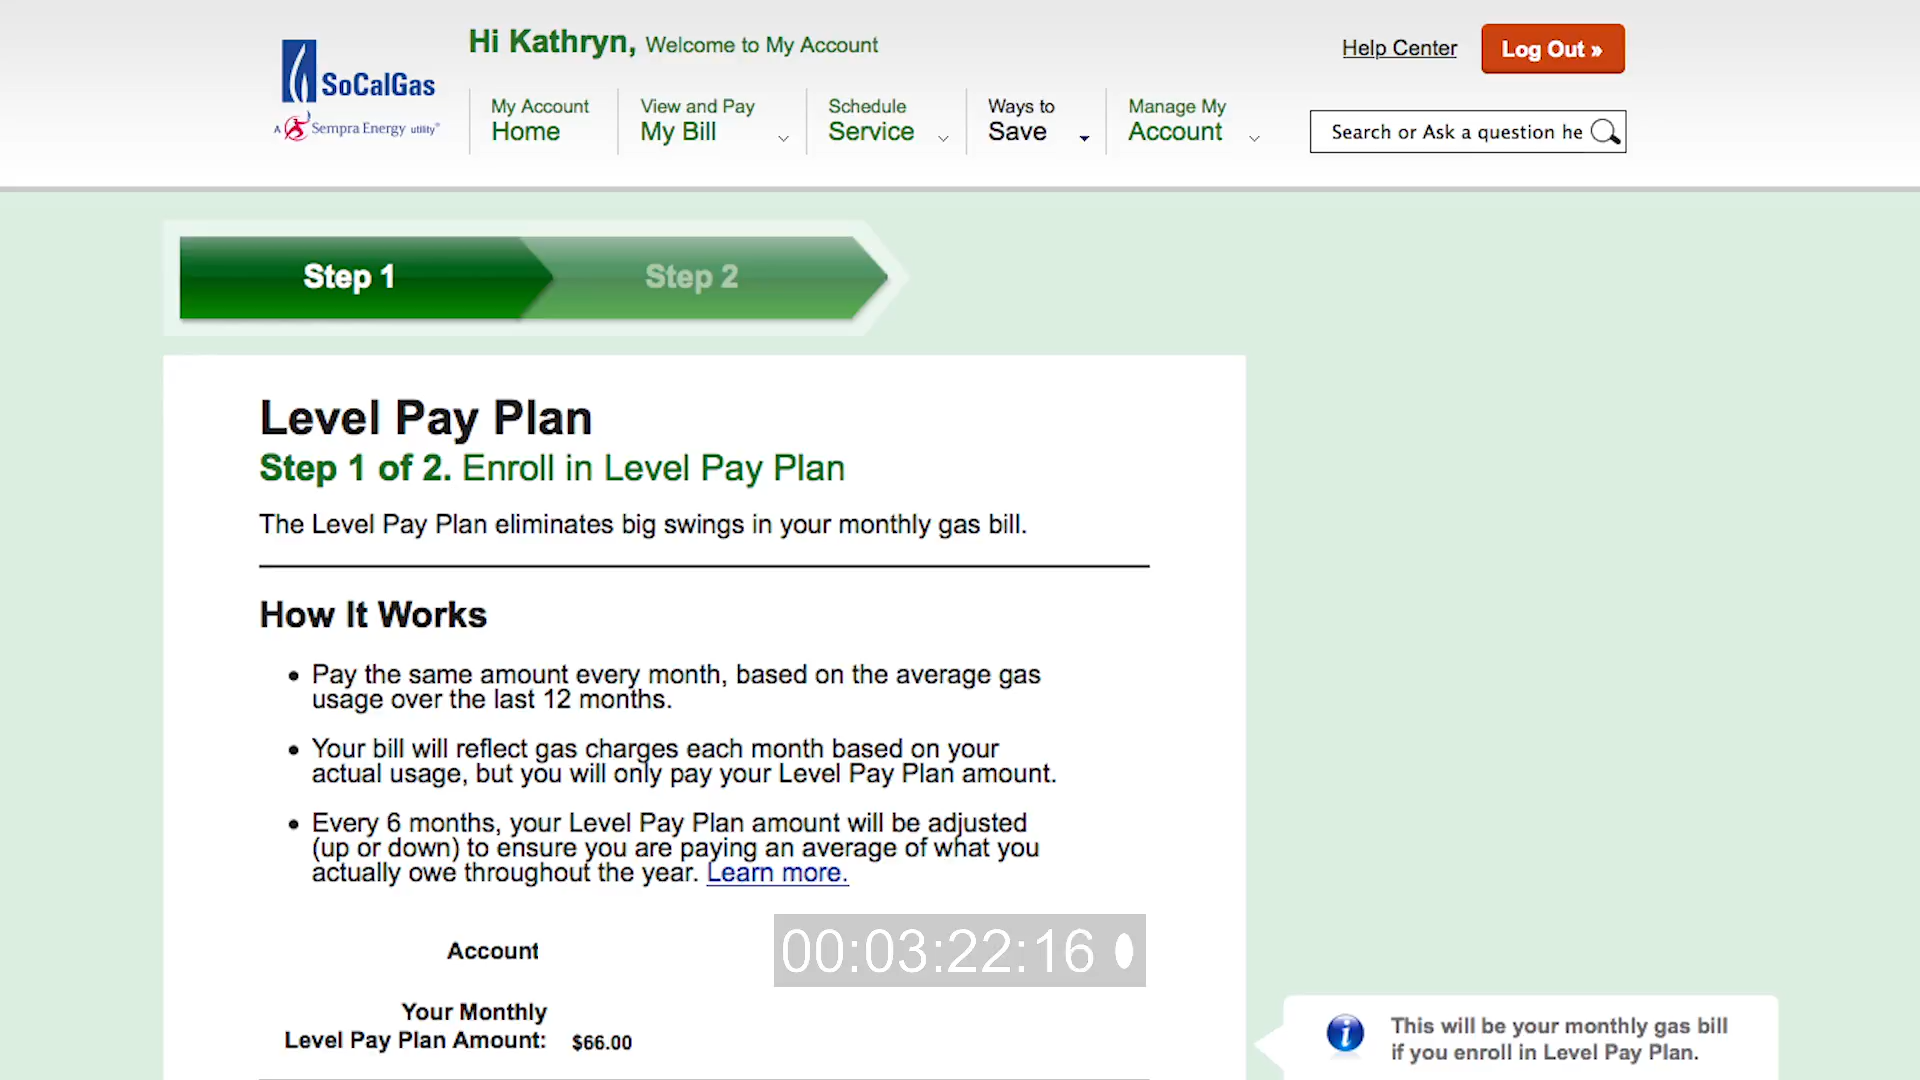 Hi Kathryn, Welcome to My Account
Help Center
Log Out »
SoCalGas
A Sempra Energy utility®
My Account
Home
View and Pay
My Bill
Schedule
Service
Ways to
Save
Manage My
Account
Search or Ask a question he
Step 1
Step 2
Level Pay Plan
Step 1 of 2. Enroll in Level Pay Plan
The Level Pay Plan eliminates big swings in your monthly gas bill.
How It Works
• Pay the same amount every month, based on the average gas
usage over the last 12 months.
• Your bill will reflect gas charges each month based on your
actual usage, but you will only pay your Level Pay Plan amount.
• Every 6 months, your Level Pay Plan amount will be adjusted
(up or down) to ensure you are paying an average of what you
actually owe throughout the year. Learn more.
Account
00:03:22:16
Your Monthly
Level Pay Plan Amount: $66.00
This will be your monthly gas bill
if you enroll in Level Pay Plan.